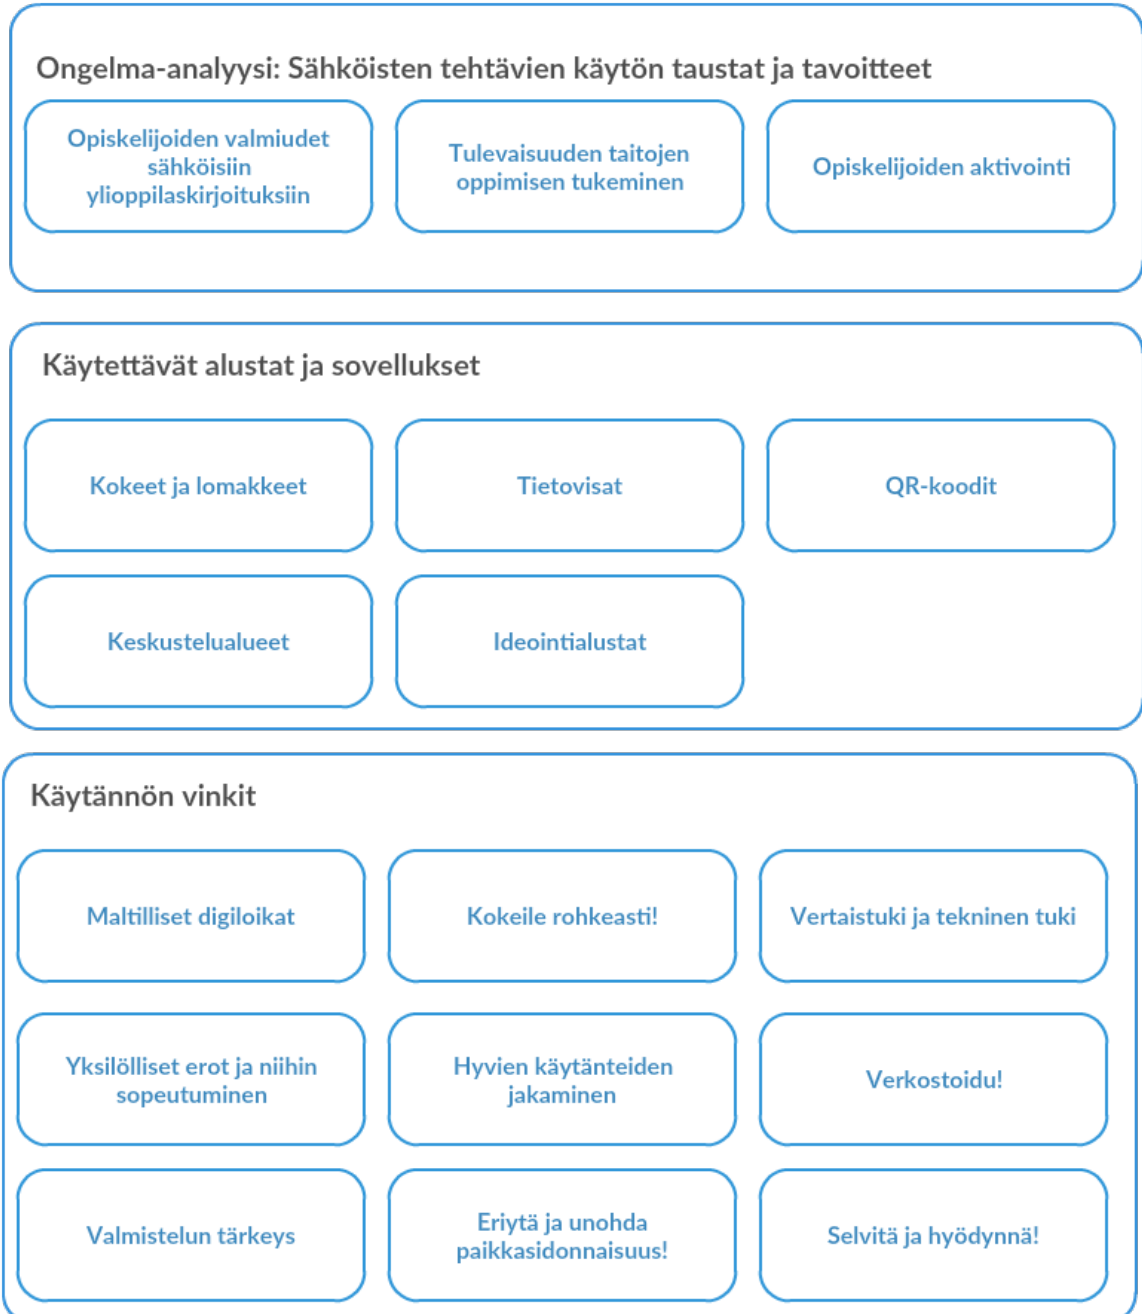 Ongelma-analyysi: Sähköisten tehtävien käytön taustat ja tavoitteet
Opiskelijoiden valmiudet
sähköisiin
ylioppilaskirjoituksiin
Tulevaisuuden taitojen
oppimisen tukeminen
Opiskelijoiden aktivointi
Käytettävät alustat ja sovellukset
Kokeet ja lomakkeet
Tietovisat
QR-koodit
Keskustelualueet
Ideointialustat
Käytännön vinkit
Maltilliset digiloikat
Kokeile rohkeasti!
Vertaistuki ja tekninen tuki
Yksilölliset erot ja niihin
sopeutuminen
Hyvien käytänteiden
jakaminen
Verkostoidu!
Valmistelun tärkeys
Eriytä ja unohda
paikkasidonnaisuus!
Selvitä ja hyödynnä!